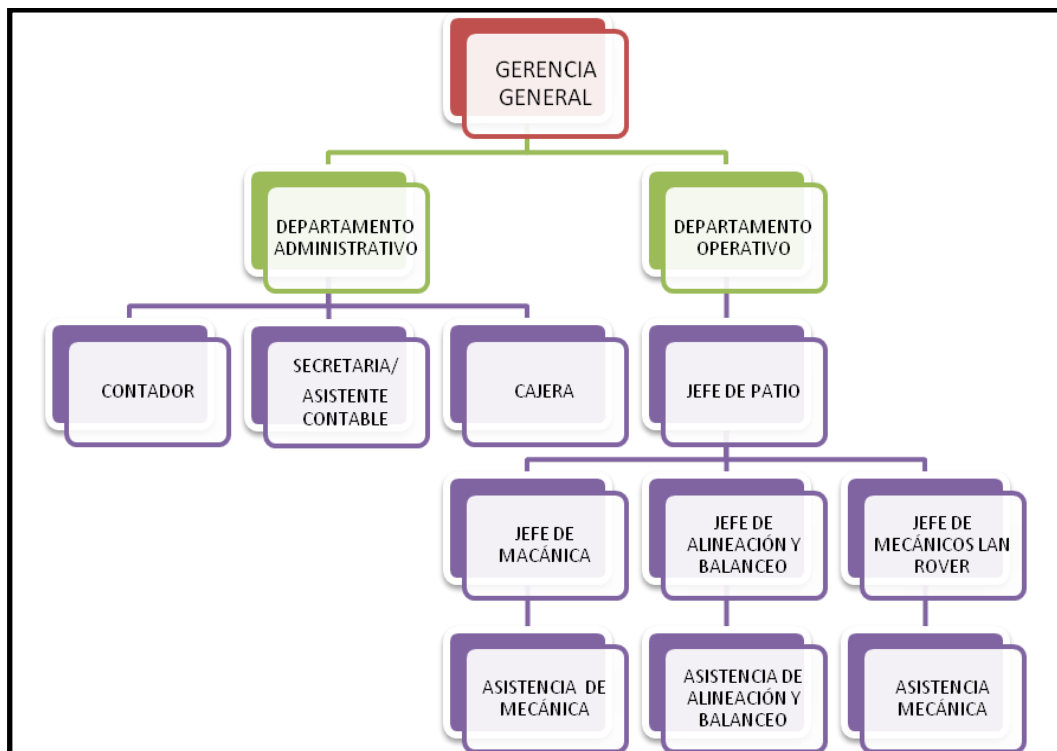 GERENCIA
GENERAL
DEPARTAMENTO
ADMINISTRATIVO
DEPARTAMENTO
OPERATIVO
CONTADOR
SECRETARIA/
ASISTENTE
CONTABLE
CAJERA
JEFE DE PATIO
JEFE DE
MACÁNICA
JEFE DE
ALINEACIÓN Y
BALANCEO
JEFE DE
MECÁNICOS LAN
ROVER
ASISTENCIA DE
MECÁNICA
ASISTENCIA DE
ALINEACIÓN Y
BALANCEO
ASISTENCIA
MECÁNICA